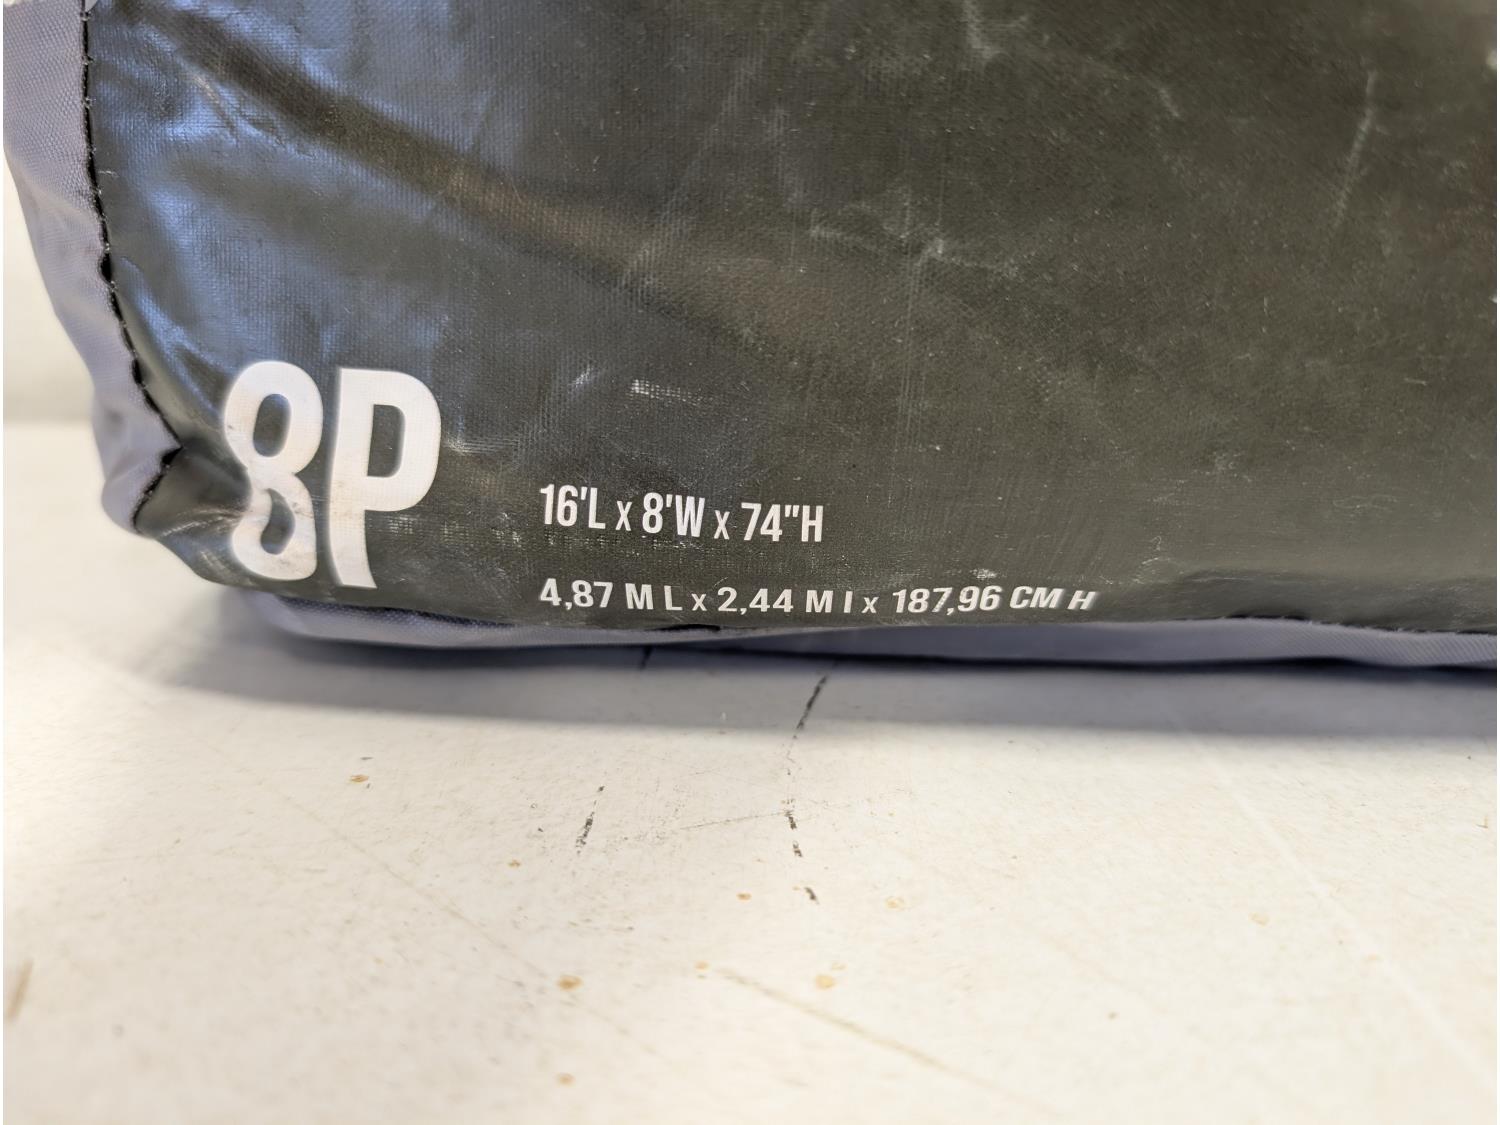 8P
16'L x 8'W x 74"H
4,87 M L x 2,44 M I x 187,96 CM H